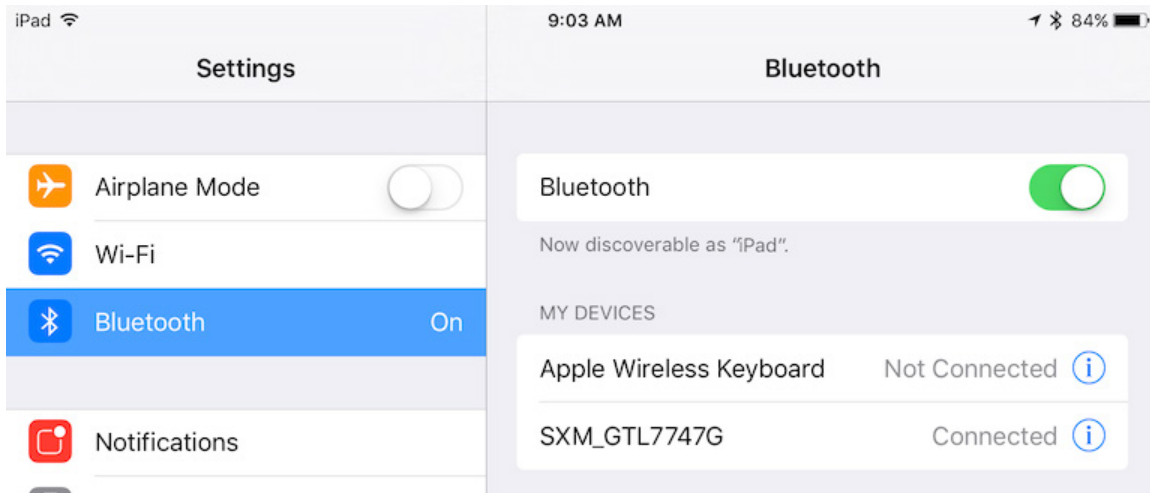 iPad
9:03 AM
84%
Settings
Bluetooth
Airplane Mode
Wi-Fi
Bluetooth
On
Notifications
Bluetooth
Now discoverable as “iPad”.
MY DEVICES
Apple Wireless Keyboard
Not Connected
SXM_GTL7747G
Connected